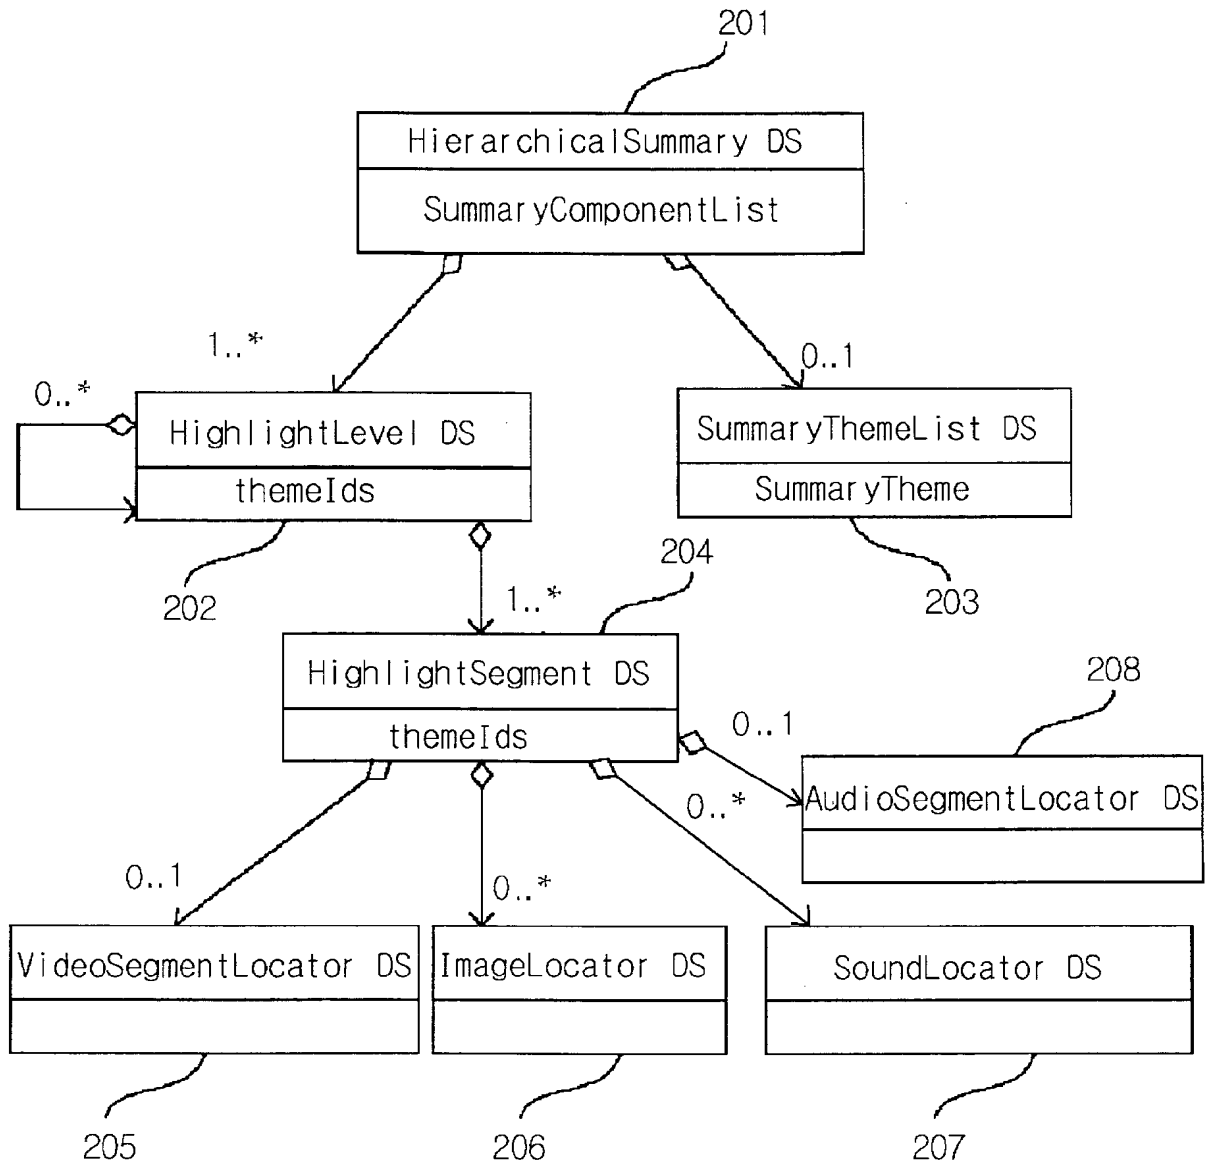 201
HierarchicalSummary DS
SummaryComponentList
1..*
0..1
0..*
HighlightLevel DS
themeIds
SummaryThemeList DS
SummaryTheme
202
203
204
1..*
HighlightSegment DS
themeIds
208
0..1
AudioSegmentLocator DS
0..*
0..1
0..*
VideoSegmentLocator DS
ImageLocator DS
SoundLocator DS
205
206
207